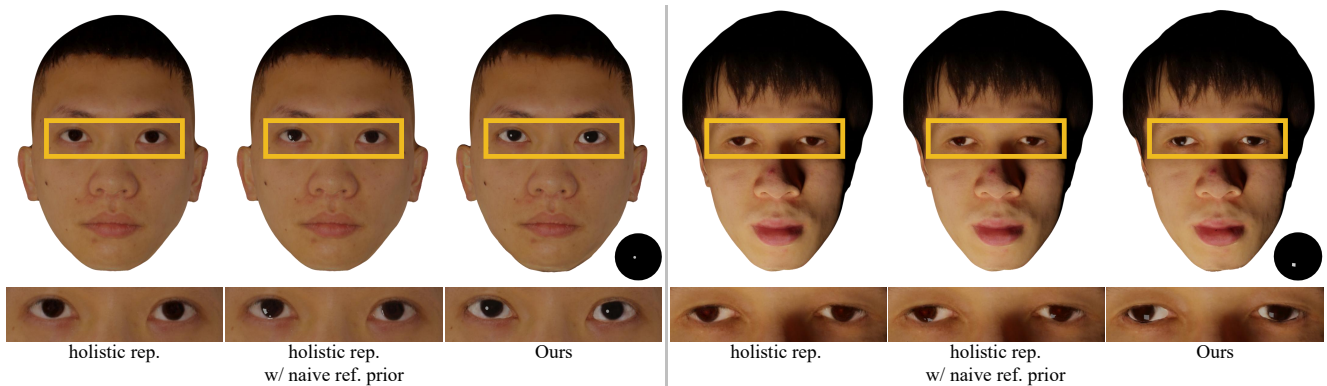 holistic rep.
holistic rep.
w/ naive ref. prior
Ours
holistic rep.
holistic rep.
w/ naive ref. prior
Ours